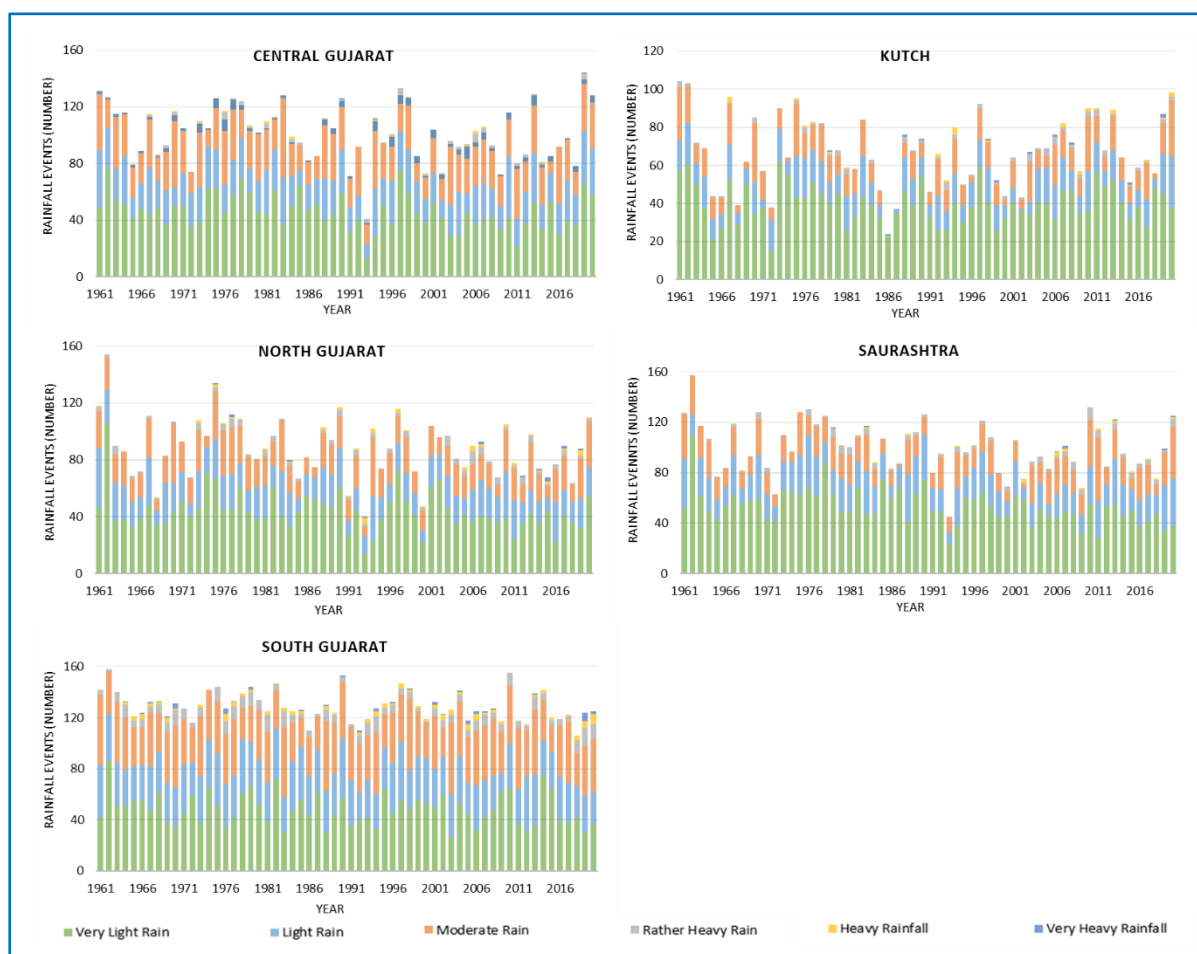 CENTRAL GUJARAT
RAINFALL EVENTS (NUMBER)
160
120
80
40
0
1961 1966 1971 1976 1981 1986 1991 1996 2001 2006 2011 2016
YEAR
KUTCH
RAINFALL EVENTS (NUMBER)
120
100
80
60
40
20
0
1961 1966 1971 1976 1981 1986 1991 1996 2001 2006 2011 2016
YEAR
NORTH GUJARAT
RAINFALL EVENTS (NUMBER)
160
120
80
40
0
1961 1966 1971 1976 1981 1986 1991 1996 2001 2006 2011 2016
YEAR
SAURASHTRA
RAINFALL EVENTS (NUMBER)
160
120
80
40
0
1961 1966 1971 1976 1981 1986 1991 1996 2001 2006 2011 2016
YEAR
SOUTH GUJARAT
RAINFALL EVENTS (NUMBER)
160
120
80
40
0
1961 1966 1971 1976 1981 1986 1991 1996 2001 2006 2011 2016
YEAR
Very Light Rain Light Rain Moderate Rain Rather Heavy Rain Heavy Rainfall Very Heavy Rainfall